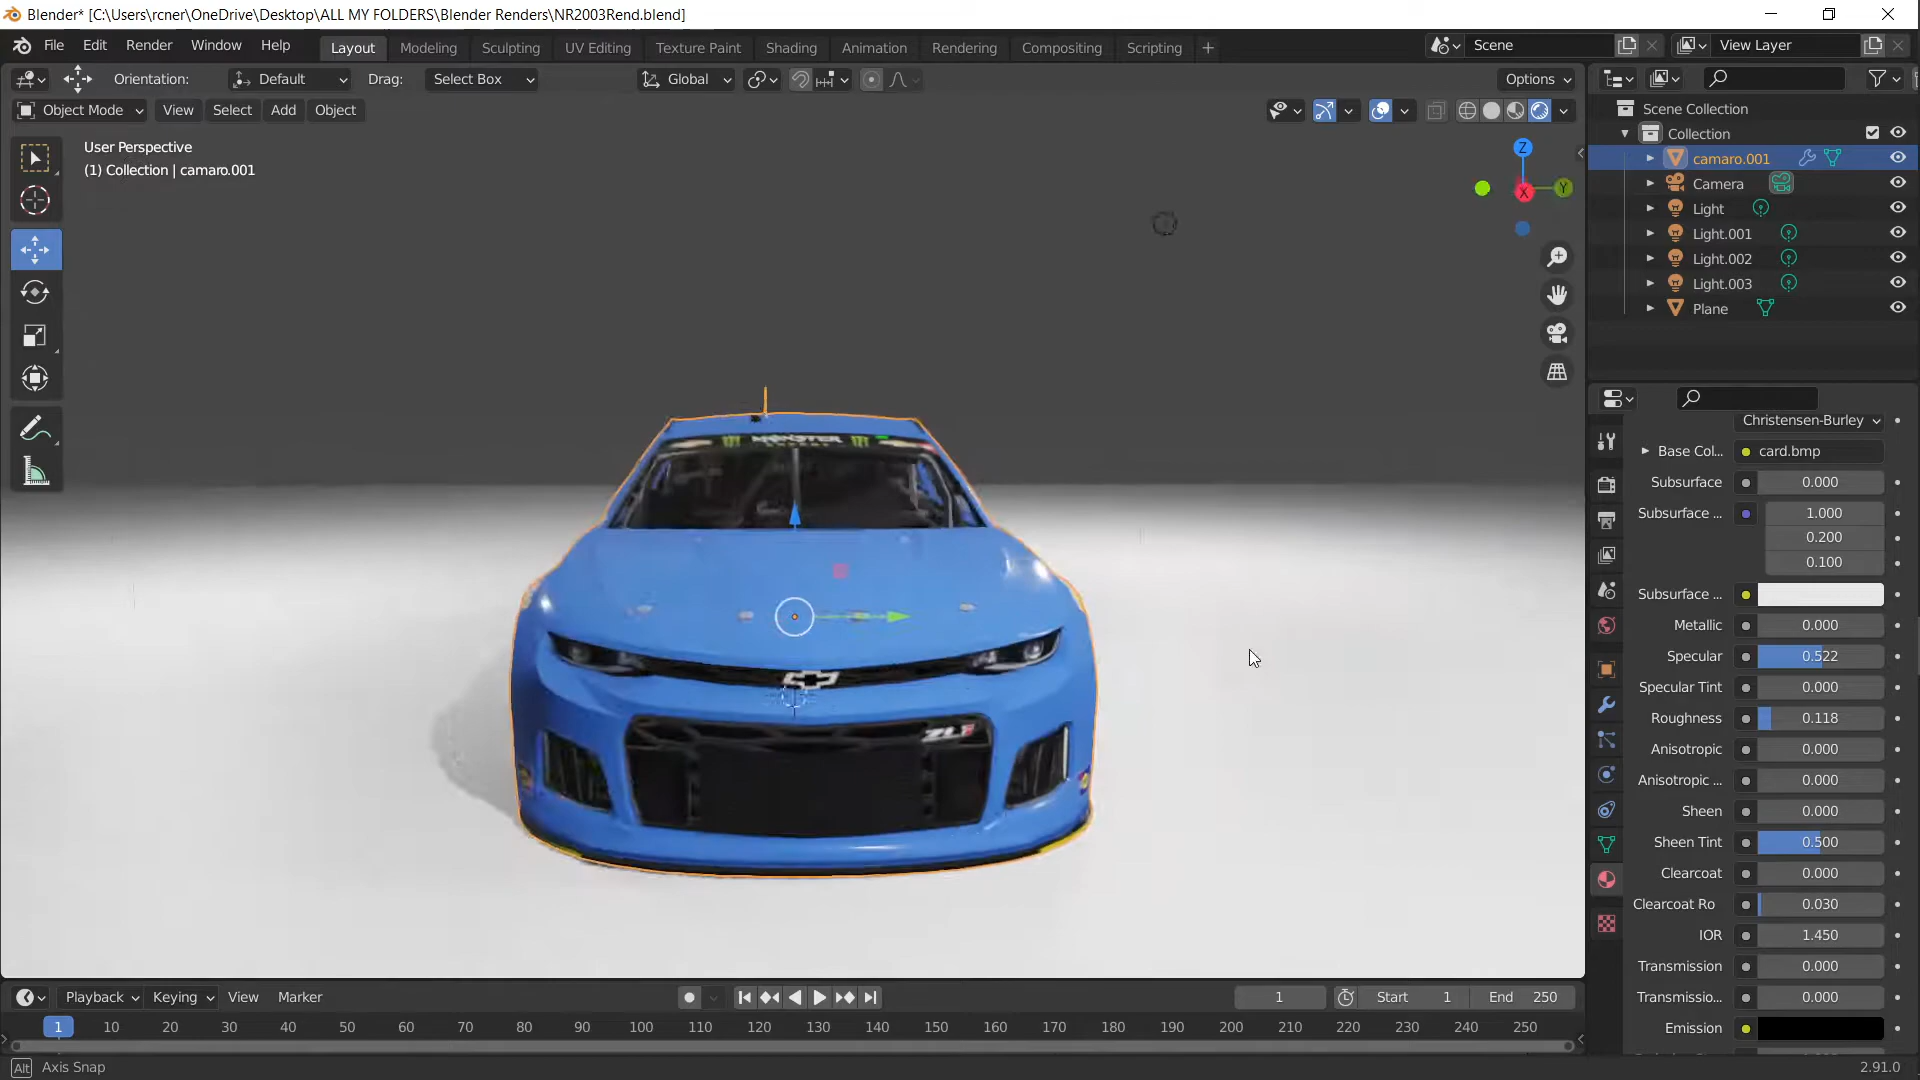 Blender* [C:\Users\rcner\OneDrive\Desktop\ALL MY FOLDERS\Blender Renders\NR2003Rend.blend]
File Edit Render Window Help Layout Modeling Sculpting UV Editing Texture Paint Shading Animation Rendering Compositing Scripting + Scene View Layer
Orientation: Default Drag: Select Box Global Options
Object Mode View Select Add Object
User Perspective
(1) Collection | camaro.001
Z
Y
X
MONSTER
ENERGY
ZL1
Scene Collection
Collection
camaro.001
Camera
Light
Light.001
Light.002
Light.003
Plane
Christensen-Burley
Base Col... card.bmp
Subsurface 0.000
Subsurface ... 1.000
0.200
0.100
Subsurface ...
Metallic 0.000
Specular 0.522
Specular Tint 0.000
Roughness 0.118
Anisotropic 0.000
Anisotropic ... 0.000
Sheen 0.000
Sheen Tint 0.500
Clearcoat 0.000
Clearcoat Ro 0.030
IOR 1.450
Transmission 0.000
Transmissio... 0.000
Emission
Playback Keying View Marker 1 Start 1 End 250
1 10 20 30 40 50 60 70 80 90 100 110 120 130 140 150 160 170 180 190 200 210 220 230 240 250
Alt Axis Snap 2.91.0